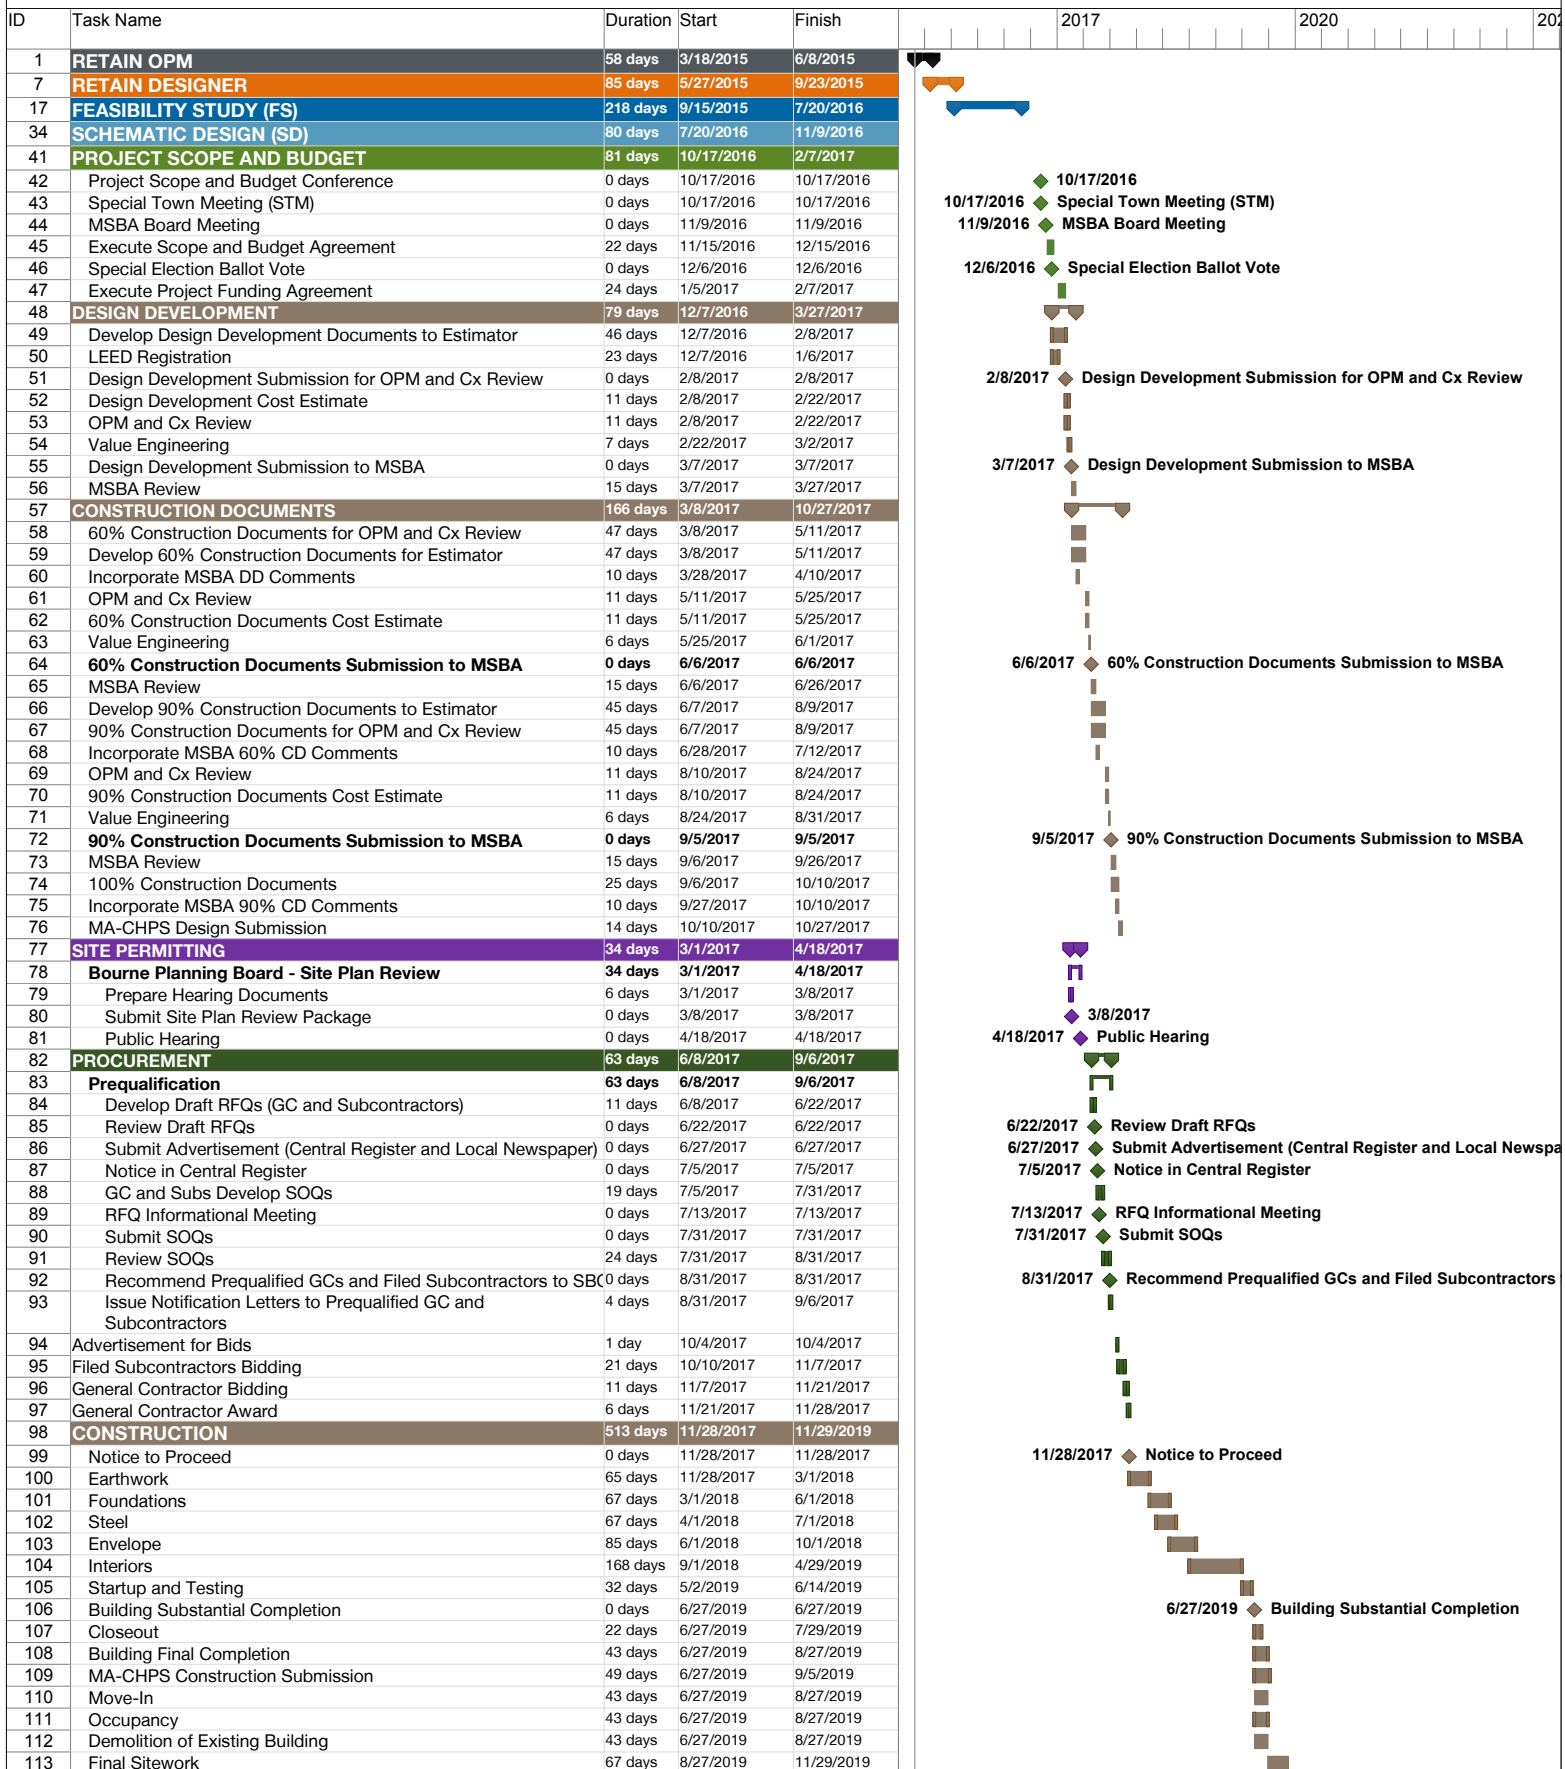 ID Task Name Duration Start Finish 2017 2020 202
1 RETAIN OPM 58 days 3/18/2015 6/8/2015
7 RETAIN DESIGNER 85 days 5/27/2015 9/23/2015
17 FEASIBILITY STUDY (FS) 218 days 9/15/2015 7/20/2016
34 SCHEMATIC DESIGN (SD) 80 days 7/20/2016 11/9/2016
41 PROJECT SCOPE AND BUDGET 81 days 10/17/2016 2/7/2017
42 Project Scope and Budget Conference 0 days 10/17/2016 10/17/2016 10/17/2016
43 Special Town Meeting (STM) 0 days 10/17/2016 10/17/2016 10/17/2016 Special Town Meeting (STM)
44 MSBA Board Meeting 0 days 11/9/2016 11/9/2016 11/9/2016 MSBA Board Meeting
45 Execute Scope and Budget Agreement 22 days 11/15/2016 12/15/2016
46 Special Election Ballot Vote 0 days 12/6/2016 12/6/2016 12/6/2016 Special Election Ballot Vote
47 Execute Project Funding Agreement 24 days 1/5/2017 2/7/2017
48 DESIGN DEVELOPMENT 79 days 12/7/2016 3/27/2017
49 Develop Design Development Documents to Estimator 46 days 12/7/2016 2/8/2017
50 LEED Registration 23 days 12/7/2016 1/6/2017
51 Design Development Submission for OPM and Cx Review 0 days 2/8/2017 2/8/2017 2/8/2017 Design Development Submission for OPM and Cx Review
52 Design Development Cost Estimate 11 days 2/8/2017 2/22/2017
53 OPM and Cx Review 11 days 2/8/2017 2/22/2017
54 Value Engineering 7 days 2/22/2017 3/2/2017
55 Design Development Submission to MSBA 0 days 3/7/2017 3/7/2017 3/7/2017 Design Development Submission to MSBA
56 MSBA Review 15 days 3/7/2017 3/27/2017
57 CONSTRUCTION DOCUMENTS 166 days 3/8/2017 10/27/2017
58 60% Construction Documents for OPM and Cx Review 47 days 3/8/2017 5/11/2017
59 Develop 60% Construction Documents for Estimator 47 days 3/8/2017 5/11/2017
60 Incorporate MSBA DD Comments 10 days 3/28/2017 4/10/2017
61 OPM and Cx Review 11 days 5/11/2017 5/25/2017
62 60% Construction Documents Cost Estimate 11 days 5/11/2017 5/25/2017
63 Value Engineering 6 days 5/25/2017 6/1/2017
64 60% Construction Documents Submission to MSBA 0 days 6/6/2017 6/6/2017 6/6/2017 60% Construction Documents Submission to MSBA
65 MSBA Review 15 days 6/6/2017 6/26/2017
66 Develop 90% Construction Documents to Estimator 45 days 6/7/2017 8/9/2017
67 90% Construction Documents for OPM and Cx Review 45 days 6/7/2017 8/9/2017
68 Incorporate MSBA 60% CD Comments 10 days 6/28/2017 7/12/2017
69 OPM and Cx Review 11 days 8/10/2017 8/24/2017
70 90% Construction Documents Cost Estimate 11 days 8/10/2017 8/24/2017
71 Value Engineering 6 days 8/24/2017 8/31/2017
72 90% Construction Documents Submission to MSBA 0 days 9/5/2017 9/5/2017 9/5/2017 90% Construction Documents Submission to MSBA
73 MSBA Review 15 days 9/6/2017 9/26/2017
74 100% Construction Documents 25 days 9/6/2017 10/10/2017
75 Incorporate MSBA 90% CD Comments 10 days 9/27/2017 10/10/2017
76 MA-CHPS Design Submission 14 days 10/10/2017 10/27/2017
77 SITE PERMITTING 34 days 3/1/2017 4/18/2017
78 Bourne Planning Board - Site Plan Review 34 days 3/1/2017 4/18/2017
79 Prepare Hearing Documents 6 days 3/1/2017 3/8/2017
80 Submit Site Plan Review Package 0 days 3/8/2017 3/8/2017 3/8/2017
81 Public Hearing 0 days 4/18/2017 4/18/2017 4/18/2017 Public Hearing
82 PROCUREMENT 63 days 6/8/2017 9/6/2017
83 Prequalification 63 days 6/8/2017 9/6/2017
84 Develop Draft RFQs (GC and Subcontractors) 11 days 6/8/2017 6/22/2017
85 Review Draft RFQs 0 days 6/22/2017 6/22/2017 6/22/2017 Review Draft RFQs
86 Submit Advertisement (Central Register and Local Newspaper) 0 days 6/27/2017 6/27/2017 6/27/2017 Submit Advertisement (Central Register and Local Newspa
87 Notice in Central Register 0 days 7/5/2017 7/5/2017 7/5/2017 Notice in Central Register
88 GC and Subs Develop SOQs 19 days 7/5/2017 7/31/2017
89 RFQ Informational Meeting 0 days 7/13/2017 7/13/2017 7/13/2017 RFQ Informational Meeting
90 Submit SOQs 0 days 7/31/2017 7/31/2017 7/31/2017 Submit SOQs
91 Review SOQs 24 days 7/31/2017 8/31/2017
92 Recommend Prequalified GCs and Filed Subcontractors to SBC 0 days 8/31/2017 8/31/2017 8/31/2017 Recommend Prequalified GCs and Filed Subcontractors
93 Issue Notification Letters to Prequalified GC and 4 days 8/31/2017 9/6/2017
Subcontractors
94 Advertisement for Bids 1 day 10/4/2017 10/4/2017
95 Filed Subcontractors Bidding 21 days 10/10/2017 11/7/2017
96 General Contractor Bidding 11 days 11/7/2017 11/21/2017
97 General Contractor Award 6 days 11/21/2017 11/28/2017
98 CONSTRUCTION 513 days 11/28/2017 11/29/2019
99 Notice to Proceed 0 days 11/28/2017 11/28/2017 11/28/2017 Notice to Proceed
100 Earthwork 65 days 11/28/2017 3/1/2018
101 Foundations 67 days 3/1/2018 6/1/2018
102 Steel 67 days 4/1/2018 7/1/2018
103 Envelope 85 days 6/1/2018 10/1/2018
104 Interiors 168 days 9/1/2018 4/29/2019
105 Startup and Testing 32 days 5/2/2019 6/14/2019
106 Building Substantial Completion 0 days 6/27/2019 6/27/2019 6/27/2019 Building Substantial Completion
107 Closeout 22 days 6/27/2019 7/29/2019
108 Building Final Completion 43 days 6/27/2019 8/27/2019
109 MA-CHPS Construction Submission 49 days 6/27/2019 9/5/2019
110 Move-In 43 days 6/27/2019 8/27/2019
111 Occupancy 43 days 6/27/2019 8/27/2019
112 Demolition of Existing Building 43 days 6/27/2019 8/27/2019
113 Final Sitework 67 days 8/27/2019 11/29/2019